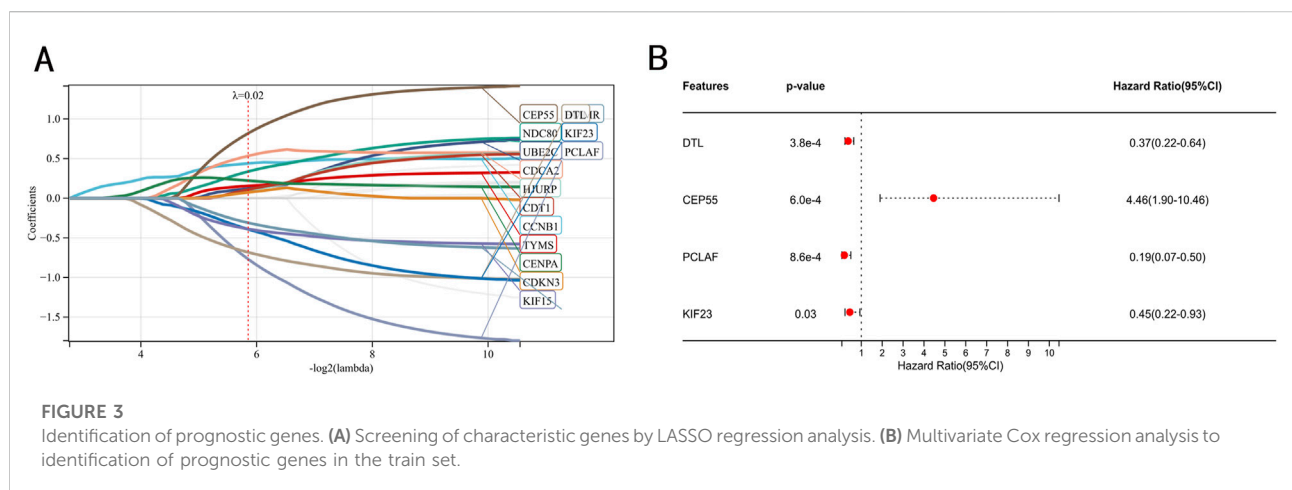 A
λ=0.02
1.0
0.5
0.0
−0.5
−1.0
−1.5
Coefficients
4 6 8 10
-log2(lambda)
CEP55 DTL
NDC80 KIF23
UBE2C PCLAF
CDCA2
HJURP
CDT1
CCNB1
TYMS
CENPA
CDKN3
KIF15
B
Features p-value Hazard Ratio(95%CI)
DTL 3.8e-4 0.37(0.22-0.64)
CEP55 6.0e-4 4.46(1.90-10.46)
PCLAF 8.6e-4 0.19(0.07-0.50)
KIF23 0.03 0.45(0.22-0.93)
1 2 3 4 5 6 7 8 9 10
Hazard Ratio(95%CI)
FIGURE 3
Identification of prognostic genes. (A) Screening of characteristic genes by LASSO regression analysis. (B) Multivariate Cox regression analysis to
identification of prognostic genes in the train set.